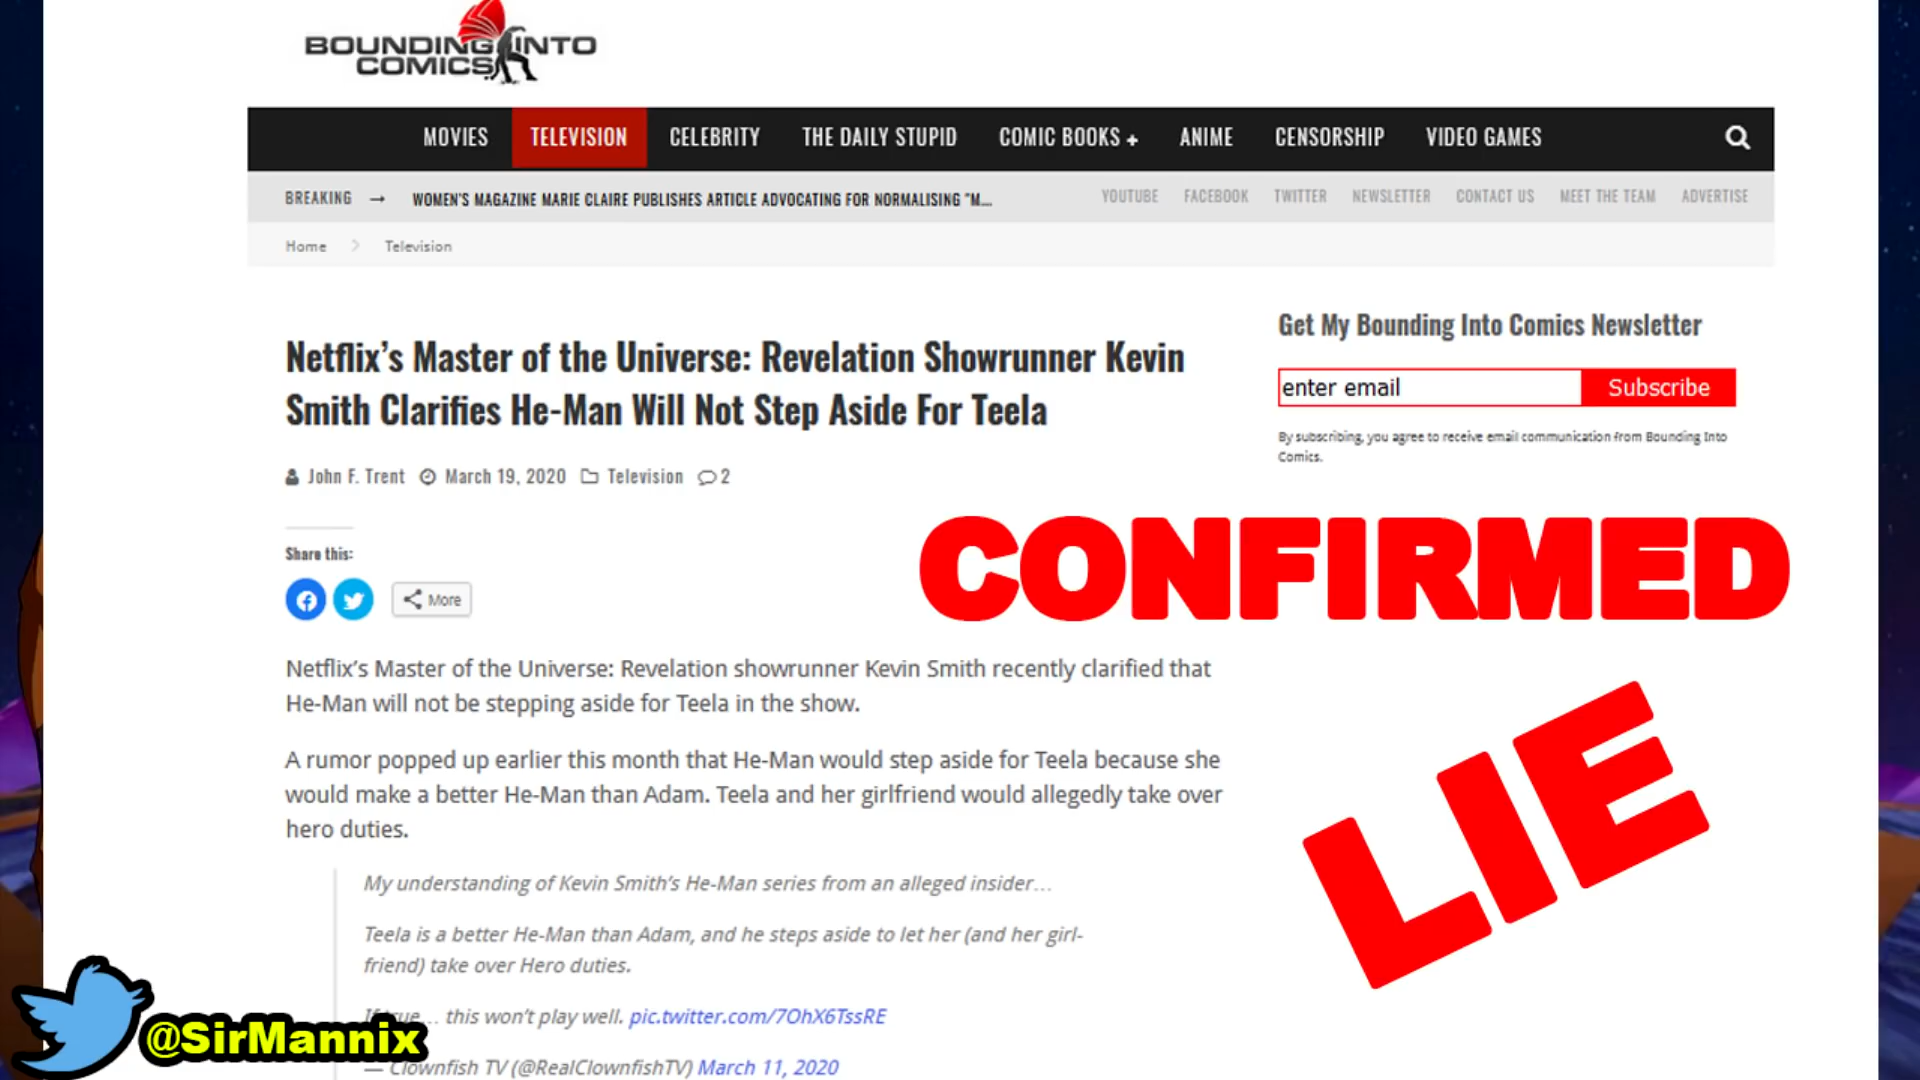 BOUNDING INTO
COMICS
MOVIES TELEVISION CELEBRITY THE DAILY STUPID COMIC BOOKS + ANIME CENSORSHIP VIDEO GAMES
BREAKING → WOMEN'S MAGAZINE MARIE CLAIRE PUBLISHES ARTICLE ADVOCATING FOR NORMALISING "M... YOUTUBE FACEBOOK TWITTER NEWSLETTER CONTACT US MEET THE TEAM ADVERTISE
Home > Television
Get My Bounding Into Comics Newsletter
enter email Subscribe
By subscribing, you agree to receive email communication from Bounding Into
Comics.
Netflix's Master of the Universe: Revelation Showrunner Kevin
Smith Clarifies He-Man Will Not Step Aside For Teela
John F. Trent March 19, 2020 Television 2
Share this:
More
CONFIRMED
LIE
Netflix's Master of the Universe: Revelation showrunner Kevin Smith recently clarified that
He-Man will not be stepping aside for Teela in the show.
A rumor popped up earlier this month that He-Man would step aside for Teela because she
would make a better He-Man than Adam. Teela and her girlfriend would allegedly take over
hero duties.
My understanding of Kevin Smith's He-Man series from an alleged insider...
Teela is a better He-Man than Adam, and he steps aside to let her (and her girl-
friend) take over Hero duties.
If true... this won't play well. pic.twitter.com/7OhX6TssRE
— Clownfish TV (@RealClownfishTV) March 11, 2020
@SirMannix